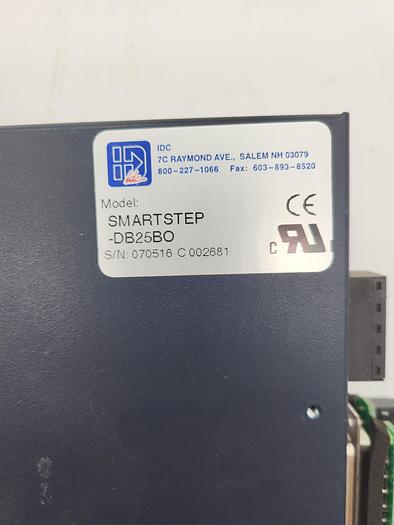 IDC
7C RAYMOND AVE., SALEM NH 03079
800-227-1066 Fax: 603-893-8520
Model:
SMARTSTEP
-DB25BO
S/N: 070516 C 002681
CE
c RU